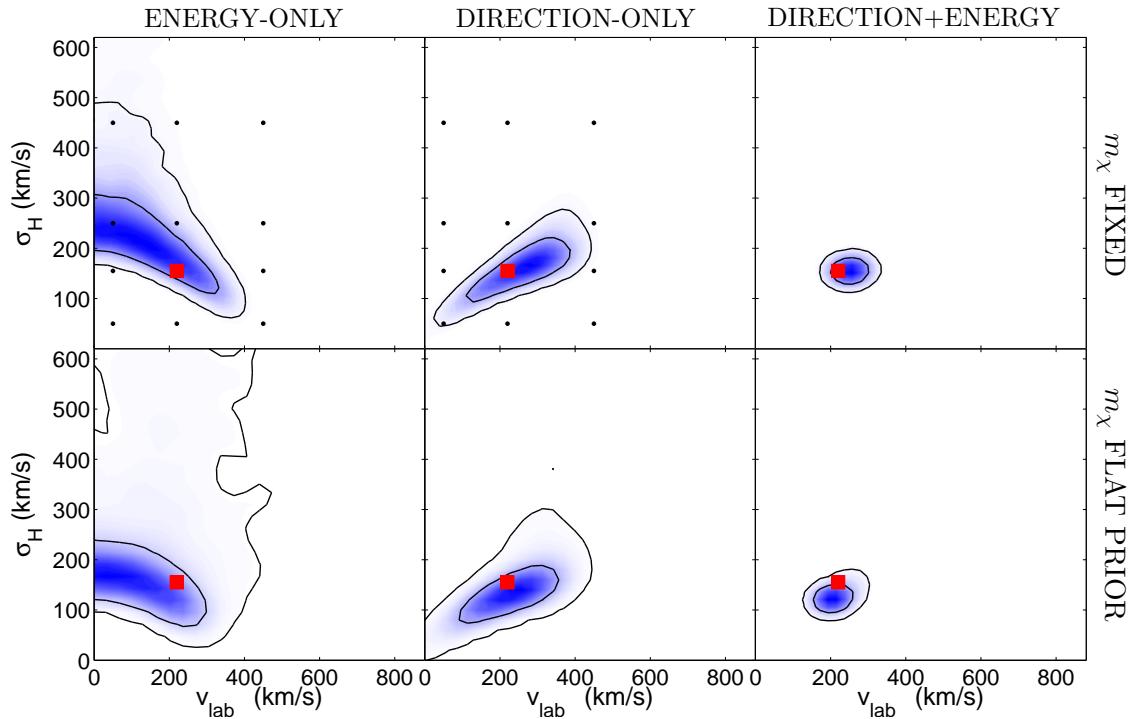 ENERGY-ONLY DIRECTION-ONLY DIRECTION+ENERGY
600
500
400
300
200
100
σH (km/s)
mχ FIXED
600
500
400
300
200
100
0
σH (km/s)
mχ FLAT PRIOR
0 200 400 600 800 0 200 400 600 800 200 400 600 800
vlab (km/s) vlab (km/s) vlab (km/s)